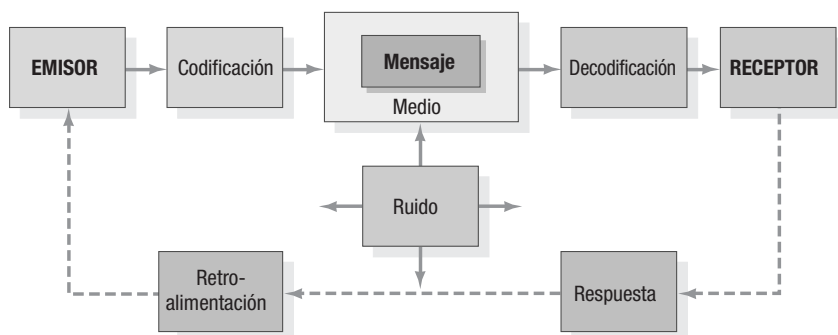 EMISOR
Codificación
Mensaje
Medio
Decodificación
RECEPTOR
Ruido
Retro-
alimentación
Respuesta